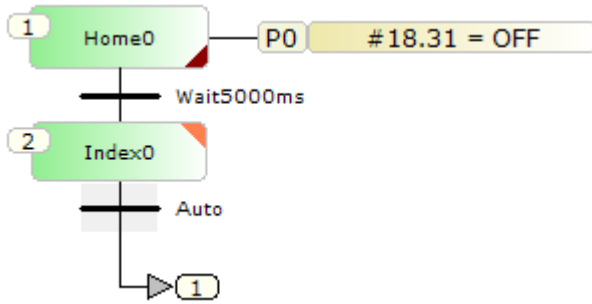 1
Home0
P0
#18.31 = OFF
Wait5000ms
2
Index0
Auto
1